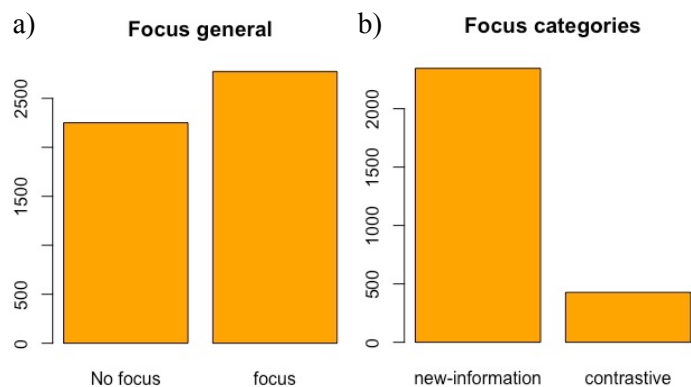 a)
Focus general
2500
1500
500
0
No focus
focus
b)
Focus categories
2000
1500
1000
500
0
new-information
contrastive